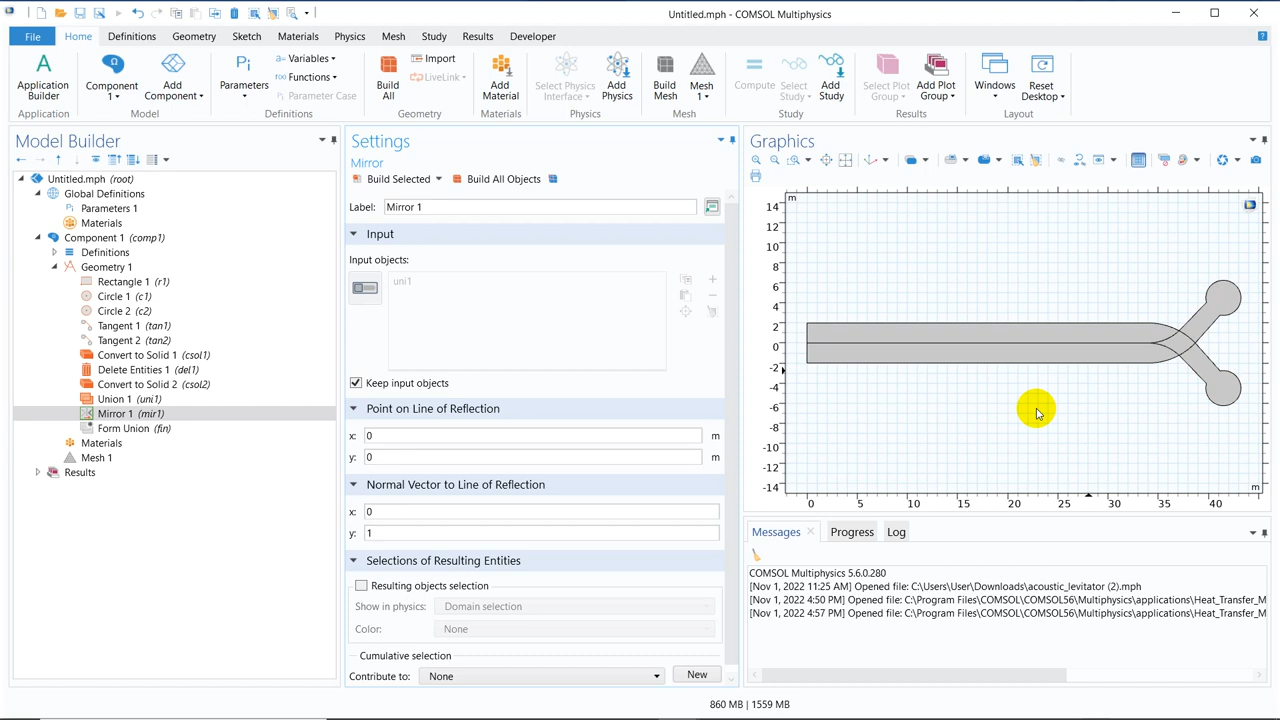 Untitled.mph - COMSOL Multiphysics
File Home Definitions Geometry Sketch Materials Physics Mesh Study Results Developer
Application Builder
Component 1
Add Component
Pi Parameters
a= Variables
f(x)= Functions
Parameter Case
Build All
Import
LiveLink
Add Material
Select Physics Interface
Add Physics
Build Mesh
Mesh 1
Compute
Select Study
Add Study
Select Plot Group
Add Plot Group
Windows
Reset Desktop
Application Model Definitions Geometry Materials Physics Mesh Study Results Layout
Model Builder
Untitled.mph (root)
Global Definitions
Pi Parameters 1
Materials
Component 1 (comp1)
Definitions
Geometry 1
Rectangle 1 (r1)
Circle 1 (c1)
Circle 2 (c2)
Tangent 1 (tan1)
Tangent 2 (tan2)
Convert to Solid 1 (csol1)
Delete Entities 1 (del1)
Convert to Solid 2 (csol2)
Union 1 (uni1)
Mirror 1 (mir1)
Form Union (fin)
Materials
Mesh 1
Results
Settings
Mirror
Build Selected Build All Objects
Label: Mirror 1
Input
Input objects:
uni1
Keep input objects
Point on Line of Reflection
x: 0 m
y: 0 m
Normal Vector to Line of Reflection
x: 0
y: 1
Selections of Resulting Entities
Resulting objects selection
Show in physics: Domain selection
Color: None
Cumulative selection
Contribute to: None New
Graphics
m
14
12
10
8
6
4
2
0
-2
-4
-6
-8
-10
-12
-14
m
0 5 10 15 20 25 30 35 40
Messages Progress Log
COMSOL Multiphysics 5.6.0.280
[Nov 1, 2022 11:25 AM] Opened file: C:\Users\User\Downloads\acoustic_levitator (2).mph
[Nov 1, 2022 4:50 PM] Opened file: C:\Program Files\COMSOL\COMSOL56\Multiphysics\applications\Heat_Transfer_M
[Nov 1, 2022 4:57 PM] Opened file: C:\Program Files\COMSOL\COMSOL56\Multiphysics\applications\Heat_Transfer_M
860 MB | 1559 MB